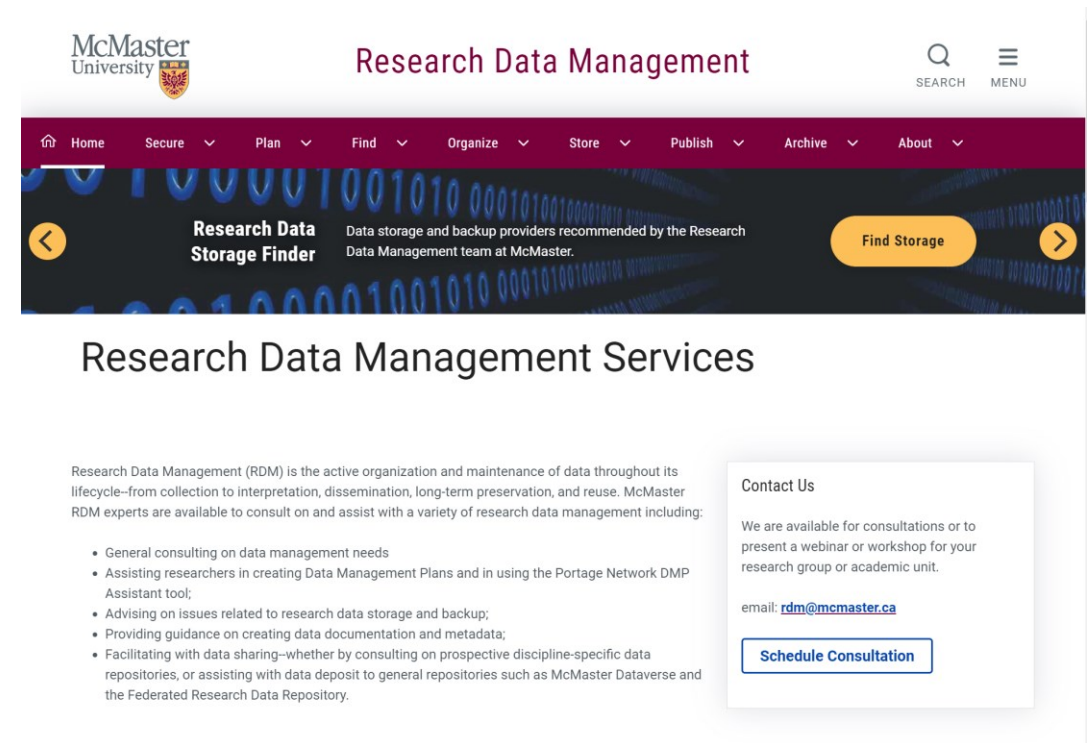 McMaster
University
Research Data Management
SEARCH
MENU
Home Secure Plan Find Organize Store Publish Archive About
Research Data
Storage Finder
Data storage and backup providers recommended by the Research
Data Management team at McMaster.
Find Storage
Research Data Management Services
Research Data Management (RDM) is the active organization and maintenance of data throughout its
lifecycle--from collection to interpretation, dissemination, long-term preservation, and reuse. McMaster
RDM experts are available to consult on and assist with a variety of research data management including:
• General consulting on data management needs
• Assisting researchers in creating Data Management Plans and in using the Portage Network DMP
Assistant tool;
• Advising on issues related to research data storage and backup;
• Providing guidance on creating data documentation and metadata;
• Facilitating with data sharing--whether by consulting on prospective discipline-specific data
repositories, or assisting with data deposit to general repositories such as McMaster Dataverse and
the Federated Research Data Repository.
Contact Us
We are available for consultations or to
present a webinar or workshop for your
research group or academic unit.
email: rdm@mcmaster.ca
Schedule Consultation